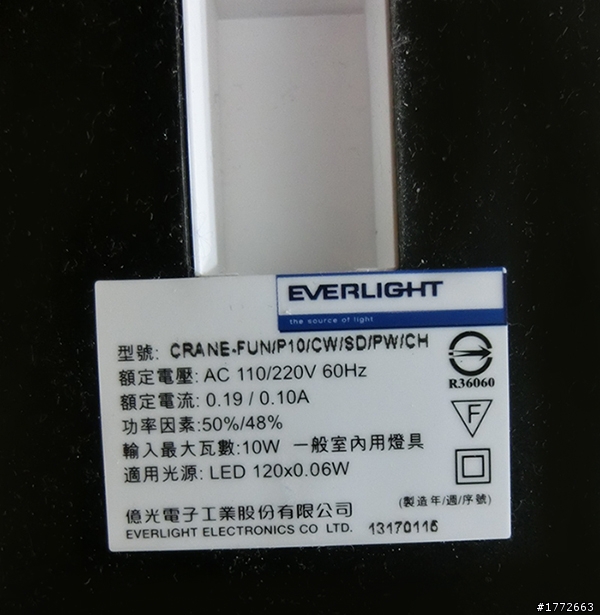 EVERLIGHT
the source of light
型號: CRANE-FUN/P10/CW/SD/PW/CH
額定電壓: AC 110/220V 60Hz
額定電流: 0.19 / 0.10A
功率因素:50%/48%
輸入最大瓦數:10W 一般室內用燈具
適用光源: LED 120x0.06W
R36060
F
(製造年/週/序號)
億光電子工業股份有限公司
EVERLIGHT ELECTRONICS CO LTD. 13170115
#1772663